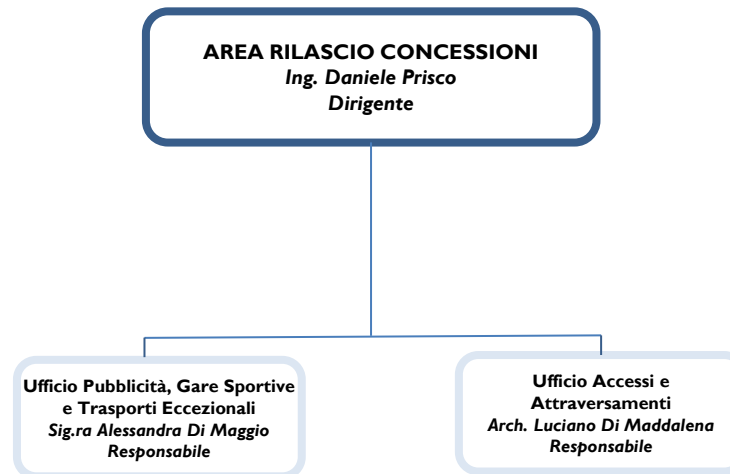 AREA RILASCIO CONCESSIONI
Ing. Daniele Prisco
Dirigente
Ufficio Pubblicità, Gare Sportive
e Trasporti Eccezionali
Sig.ra Alessandra Di Maggio
Responsabile
Ufficio Accessi e
Attraversamenti
Arch. Luciano Di Maddalena
Responsabile